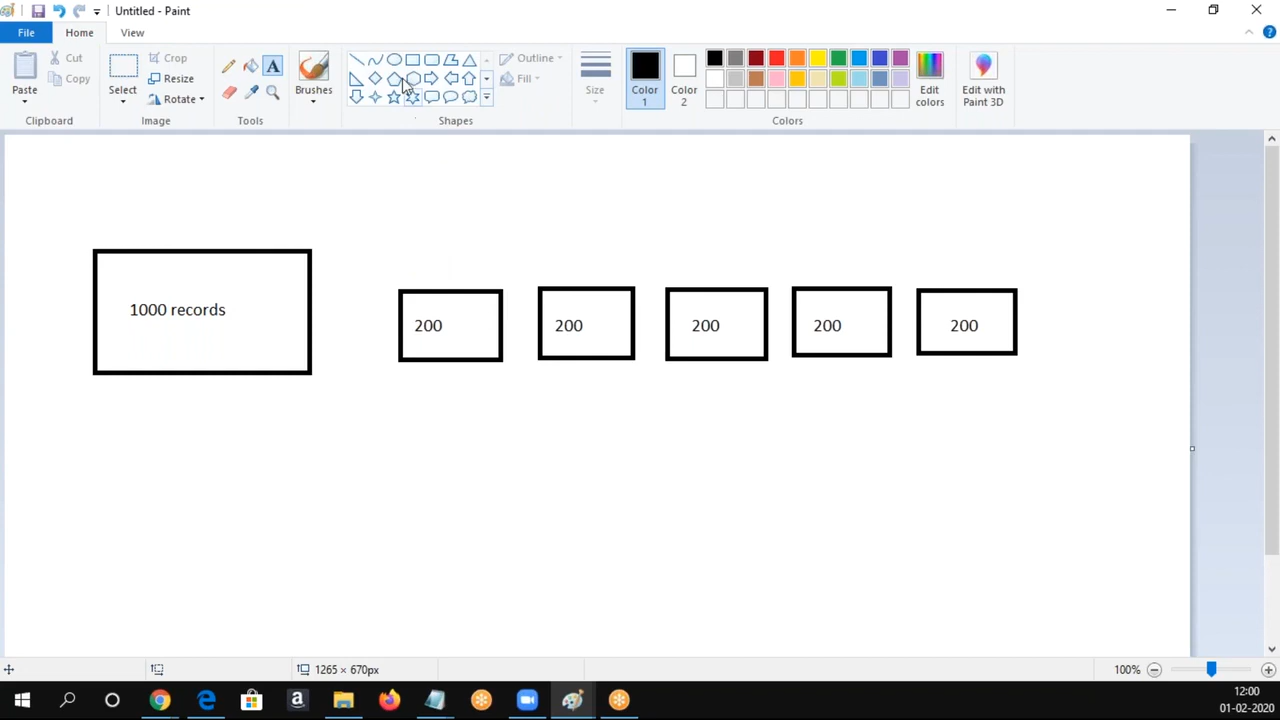 Untitled - Paint
File Home View
Paste
Cut
Copy
Clipboard
Select
Crop
Resize
Rotate
Image
A
Tools
Brushes
Shapes
Outline
Fill
Size
Color 1
Color 2
Colors
Edit colors
Edit with Paint 3D
1000 records
200 200 200 200 200
1265 × 670px
100%
12:00
01-02-2020